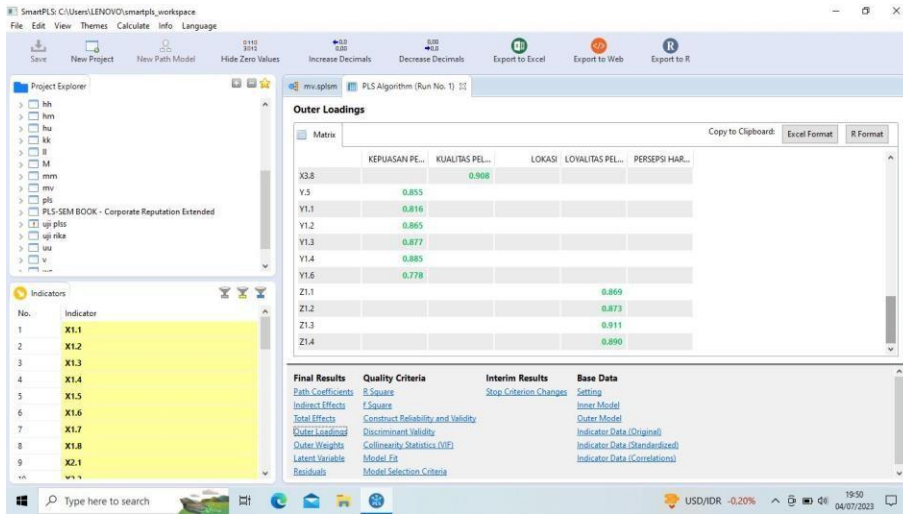 SmartPLS: C:\Users\LENOVO\smartpls_workspace
File Edit View Themes Calculate Info Language
Save New Project New Path Model Hide Zero Values Increase Decimals Decrease Decimals Export to Excel Export to Web Export to R
Project Explorer
hh
hm
hu
kk
ll
M
mm
mv
pls
PLS-SEM BOOK - Corporate Reputation Extended
uji plss
uji rika
uu
v
Indicators
No. Indicator
1 X1.1
2 X1.2
3 X1.3
4 X1.4
5 X1.5
6 X1.6
7 X1.7
8 X1.8
9 X2.1
mv.splsm PLS Algorithm (Run No. 1)
Outer Loadings
Matrix Copy to Clipboard: Excel Format R Format
KEPUASAN PE... KUALITAS PEL... LOKASI LOYALITAS PEL... PERSEPSI HAR...
X3.8 0.908
Y.5 0.855
Y1.1 0.816
Y1.2 0.865
Y1.3 0.877
Y1.4 0.885
Y1.6 0.778
Z1.1 0.869
Z1.2 0.873
Z1.3 0.911
Z1.4 0.890
Final Results Quality Criteria Interim Results Base Data
Path Coefficients R Square Stop Criterion Changes Setting
Indirect Effects f Square Inner Model
Total Effects Construct Reliability and Validity Outer Model
Outer Loadings Discriminant Validity Indicator Data (Original)
Outer Weights Collinearity Statistics (VIF) Indicator Data (Standardized)
Latent Variable Model Fit Indicator Data (Correlations)
Residuals Model Selection Criteria
Type here to search USD/IDR -0.20% 19:50
04/07/2023